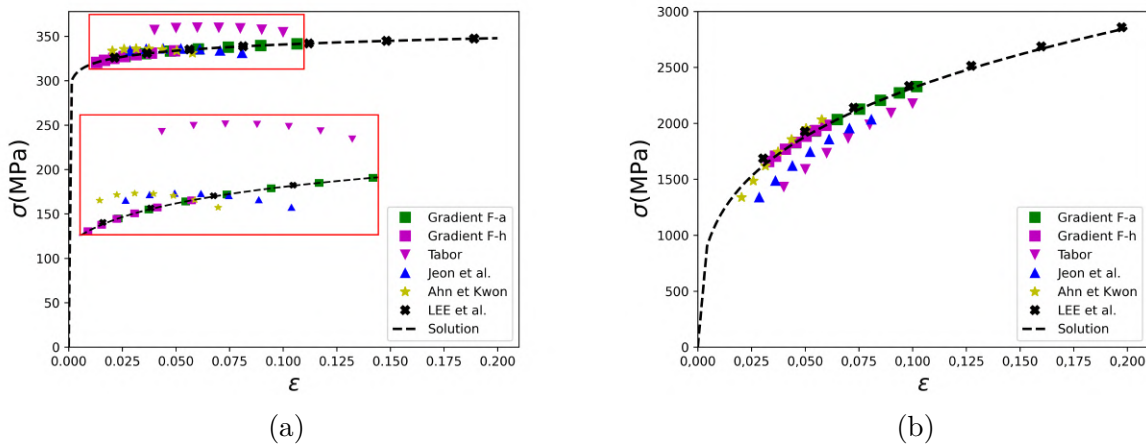 350
300
250
200
150
100
50
0
σ(MPa)
0.000 0.025 0.050 0.075 0.100 0.125 0.150 0.175 0.200
ε
Gradient F-a
Gradient F-h
Tabor
Jeon et al.
Ahn et Kwon
LEE et al.
Solution
(a)
3000
2500
2000
1500
1000
500
0
σ(MPa)
0,000 0,025 0,050 0,075 0,100 0,125 0,150 0,175 0,200
ε
Gradient F-a
Gradient F-h
Tabor
Jeon et al.
Ahn et Kwon
LEE et al.
Solution
(b)